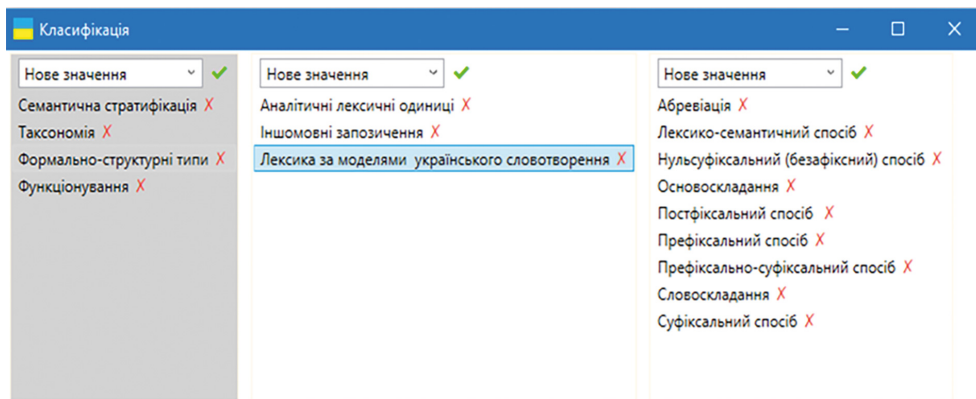 Класифікація
Нове значення
Семантична стратифікація X
Таксономія X
Формально-структурні типи X
Функціонування X
Нове значення
Аналітичні лексичні одиниці X
Іншомовні запозичення X
Лексика за моделями українського словотворення X
Нове значення
Абревіація X
Лексико-семантичний спосіб X
Нульсуфіксальний (безафіксний) спосіб X
Основоскладання X
Постфіксальний спосіб X
Префіксальний спосіб X
Префіксально-суфіксальний спосіб X
Словоскладання X
Суфіксальний спосіб X